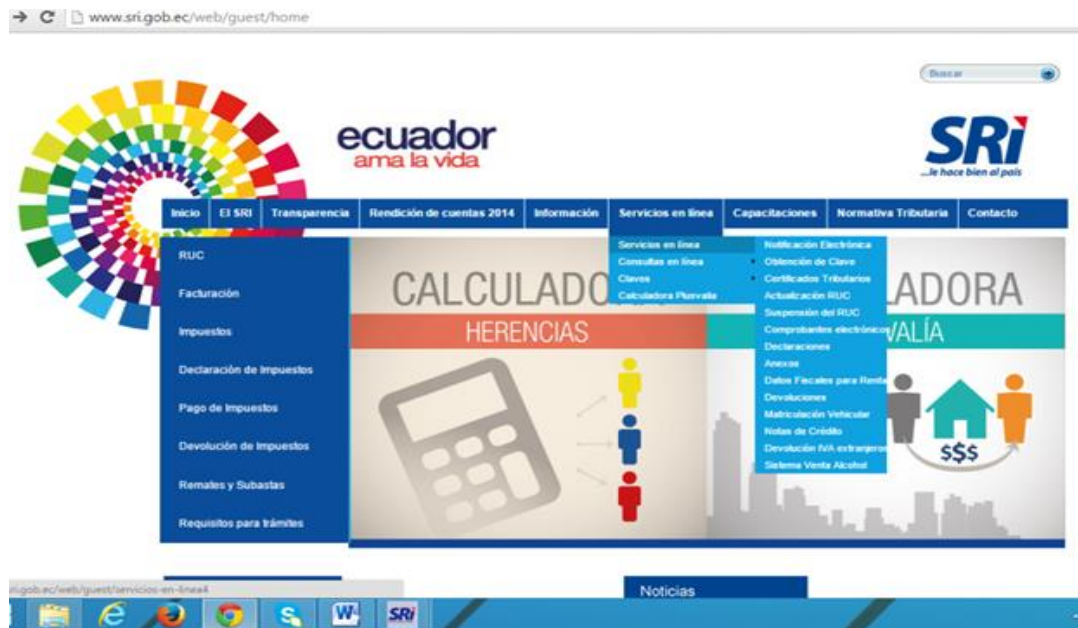 www.sri.gob.ec/web/guest/home
Buscar
ecuador
ama la vida
SRi
...le hace bien al país
Inicio El SRI Transparencia Rendición de cuentas 2014 Información Servicios en línea Capacitaciones Normativa Tributaria Contacto
RUC
Facturación
Impuestos
Declaración de Impuestos
Pago de Impuestos
Devolución de Impuestos
Remates y Subastas
Requisitos para trámites
Servicios en línea
Consultas en línea
Claves
Calculadora Plusvalía
Notificación Electrónica
Obtención de Clave
Certificados Tributarios
Actualización RUC
Suspensión del RUC
Comprobantes electrónicos
Declaraciones
Anexos
Datos Fiscales para Renta
Devoluciones
Matriculación Vehicular
Notas de Crédito
Devolución IVA extranjeros
Sistema Venta Alcohol
CALCULADO
HERENCIAS
ADORA
VALÍA
$$$
sri.gob.ec/web/guest/servicios-en-linea4
Noticias
SRi